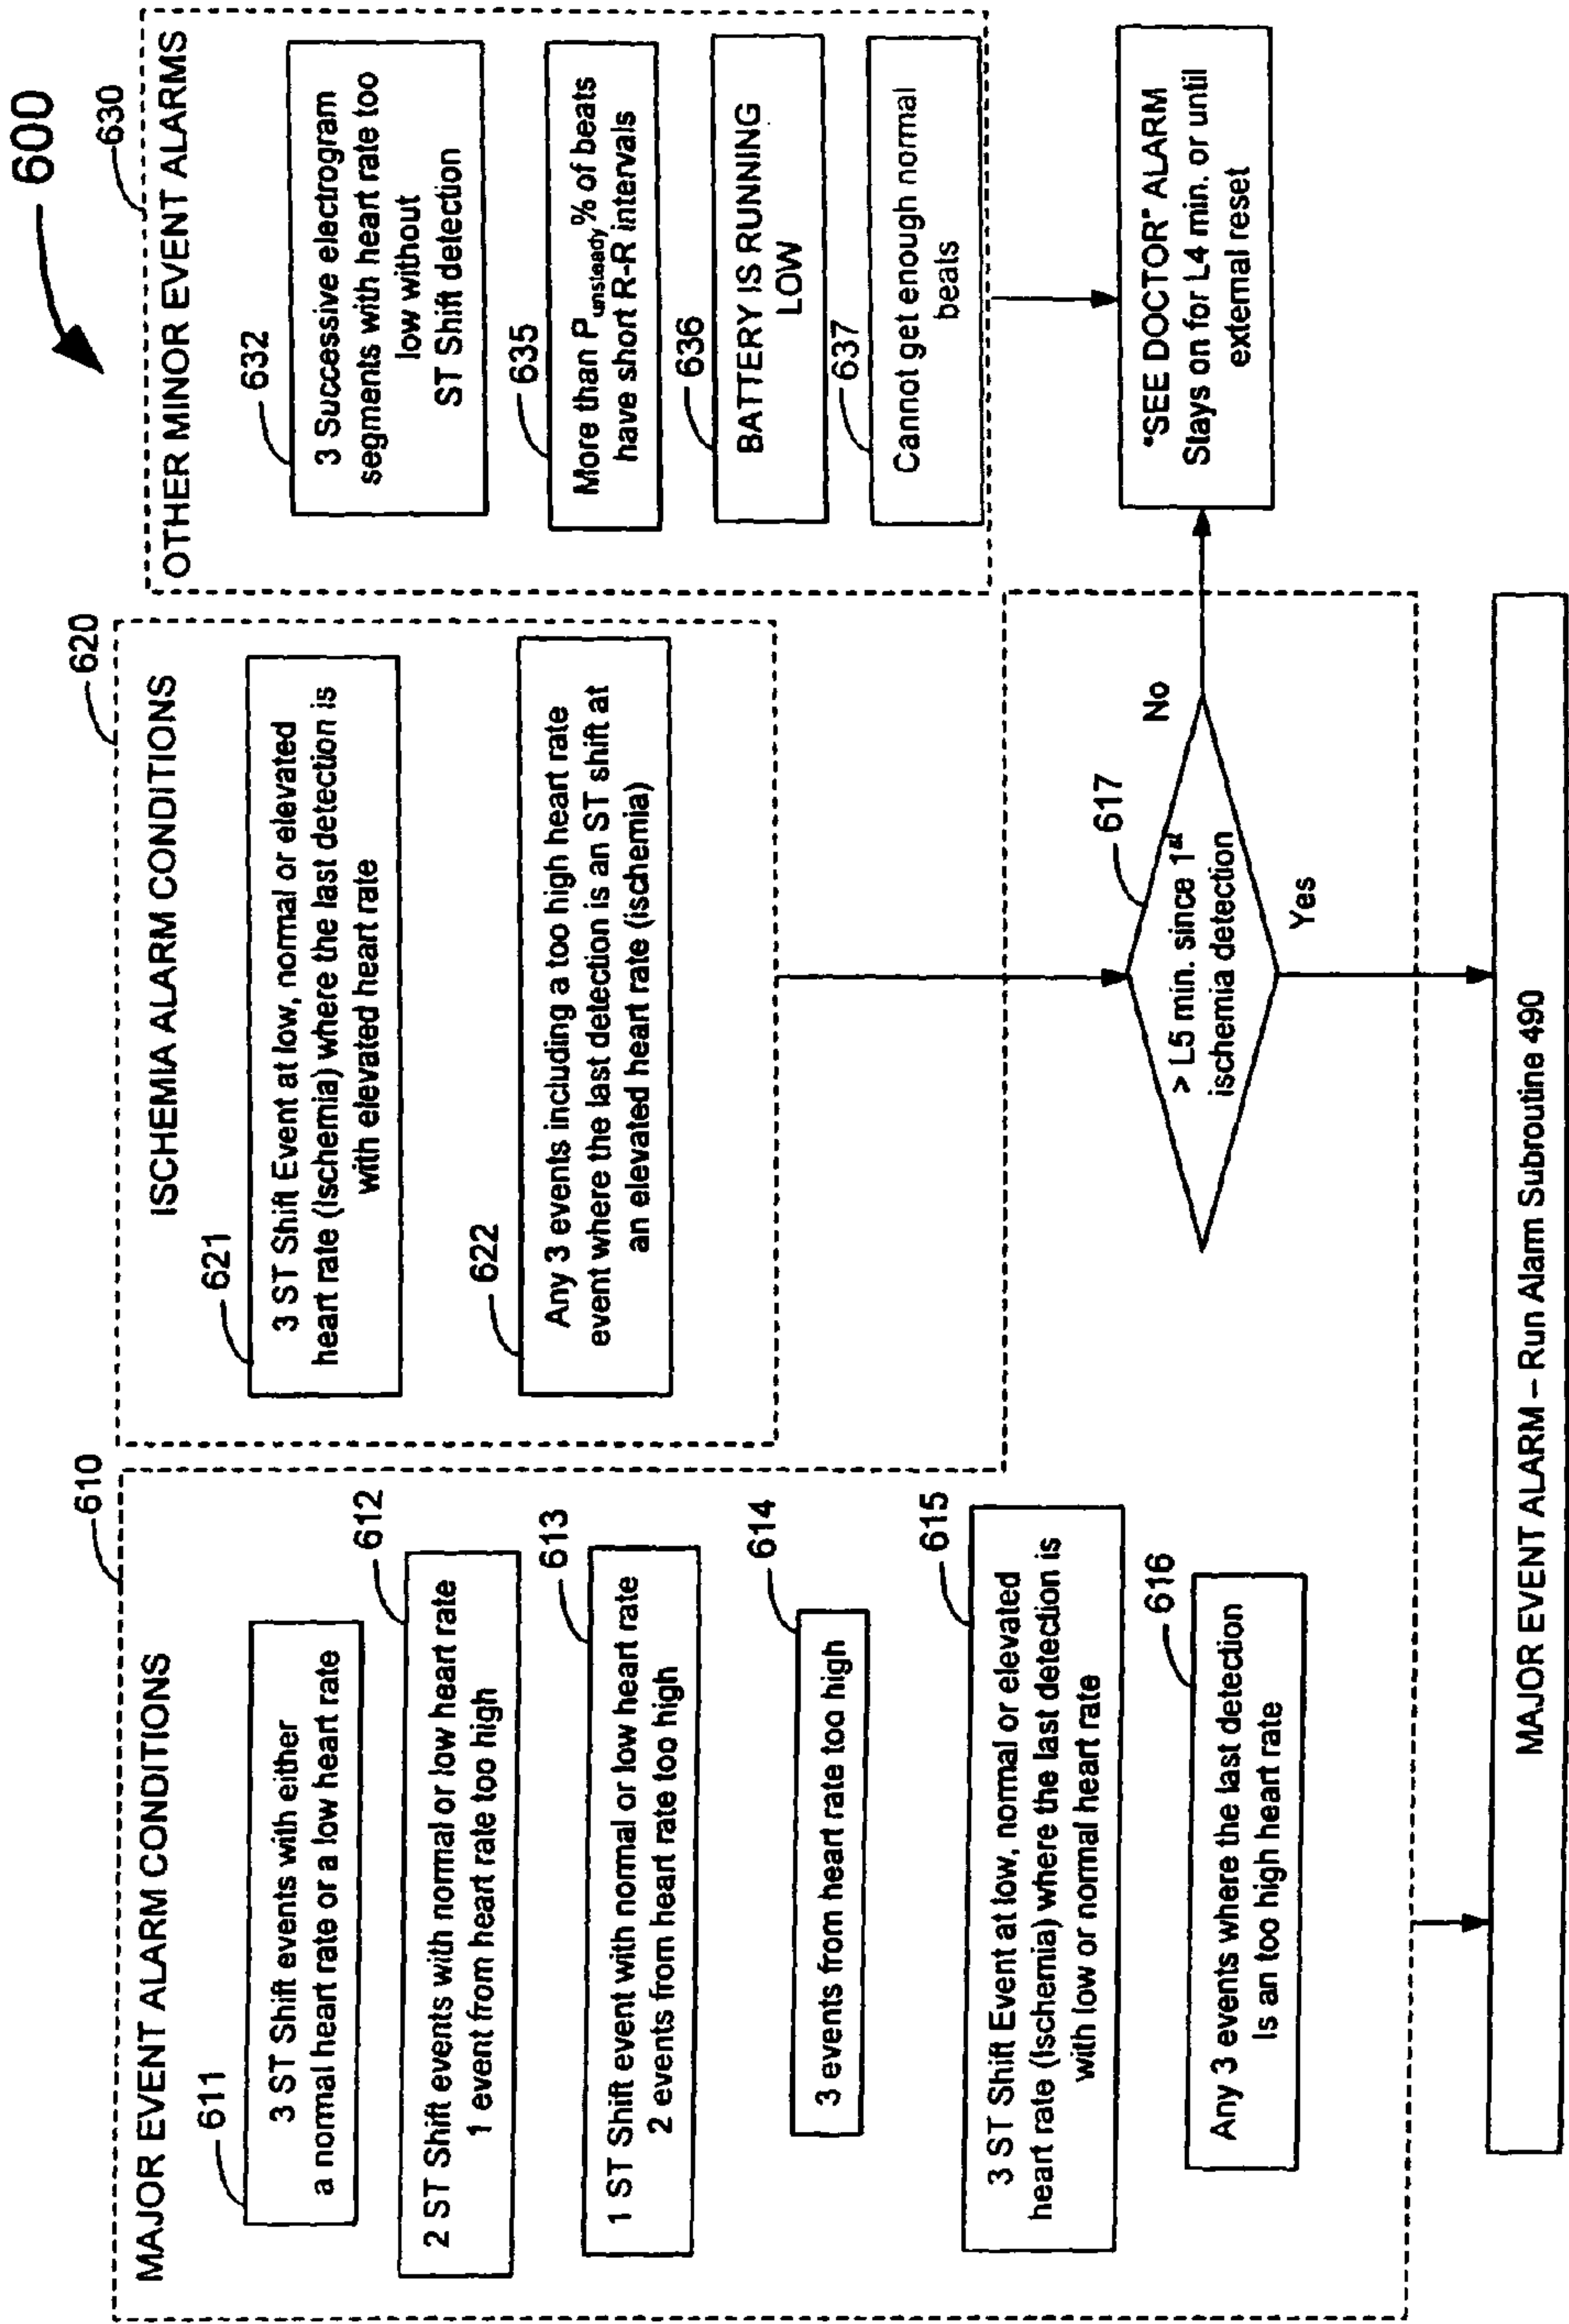 600
610
MAJOR EVENT ALARM CONDITIONS
611
3 ST Shift events with either
a normal heart rate or a low heart rate
612
2 ST Shift events with normal or low heart rate
1 event from heart rate too high
613
1 ST Shift event with normal or low heart rate
2 events from heart rate too high
614
3 events from heart rate too high
615
3 ST Shift Event at low, normal or elevated
heart rate (Ischemia) where the last detection is
with low or normal heart rate
616
Any 3 events where the last detection
Is an too high heart rate
620
ISCHEMIA ALARM CONDITIONS
621
3 ST Shift Event at low, normal or elevated
heart rate (Ischemia) where the last detection is
with elevated heart rate
622
Any 3 events including a too high heart rate
event where the last detection is an ST shift at
an elevated heart rate (ischemia)
617
> L5 min. since 1st
ischemia detection
No
Yes
630
OTHER MINOR EVENT ALARMS
632
3 Successive electrogram
segments with heart rate too
low without
ST Shift detection
635
More than Punsteady% of beats
have short R-R intervals
636
BATTERY IS RUNNING
LOW
637
Cannot get enough normal
beats
"SEE DOCTOR" ALARM
Stays on for L4 min. or until
external reset
MAJOR EVENT ALARM – Run Alarm Subroutine 490